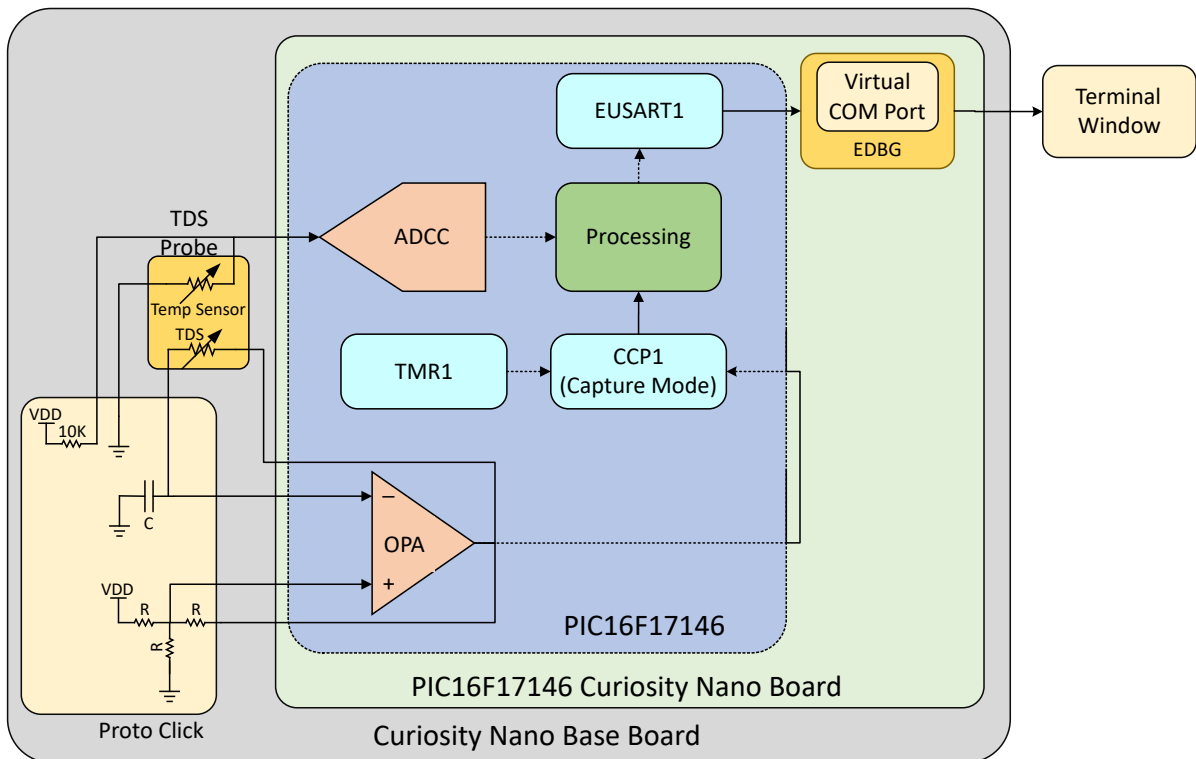 EUSART1
Virtual
COM Port
EDBG
Terminal
Window
TDS
Probe
ADCC
Processing
Temp Sensor
TDS
TMR1
CCP1
(Capture Mode)
VDD
10K
C
−
OPA
+
VDD
R
R
R
PIC16F17146
PIC16F17146 Curiosity Nano Board
Proto Click
Curiosity Nano Base Board